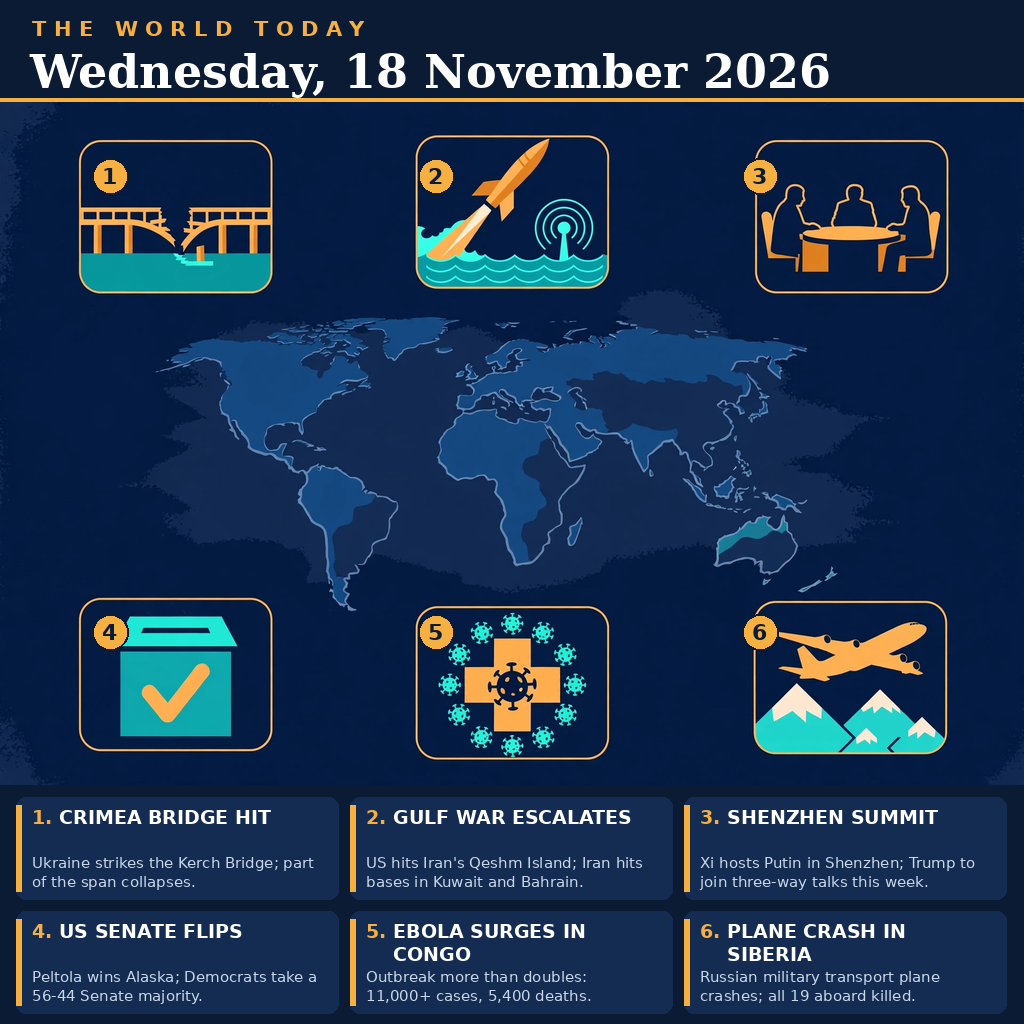 THE WORLD TODAY
Wednesday, 18 November 2026
1
2
3
4
5
6
1. CRIMEA BRIDGE HIT
Ukraine strikes the Kerch Bridge; part
of the span collapses.
2. GULF WAR ESCALATES
US hits Iran's Qeshm Island; Iran hits
bases in Kuwait and Bahrain.
3. SHENZHEN SUMMIT
Xi hosts Putin in Shenzhen; Trump to
join three-way talks this week.
4. US SENATE FLIPS
Peltola wins Alaska; Democrats take a
56-44 Senate majority.
5. EBOLA SURGES IN
CONGO
Outbreak more than doubles:
11,000+ cases, 5,400 deaths.
6. PLANE CRASH IN
SIBERIA
Russian military transport plane
crashes; all 19 aboard killed.